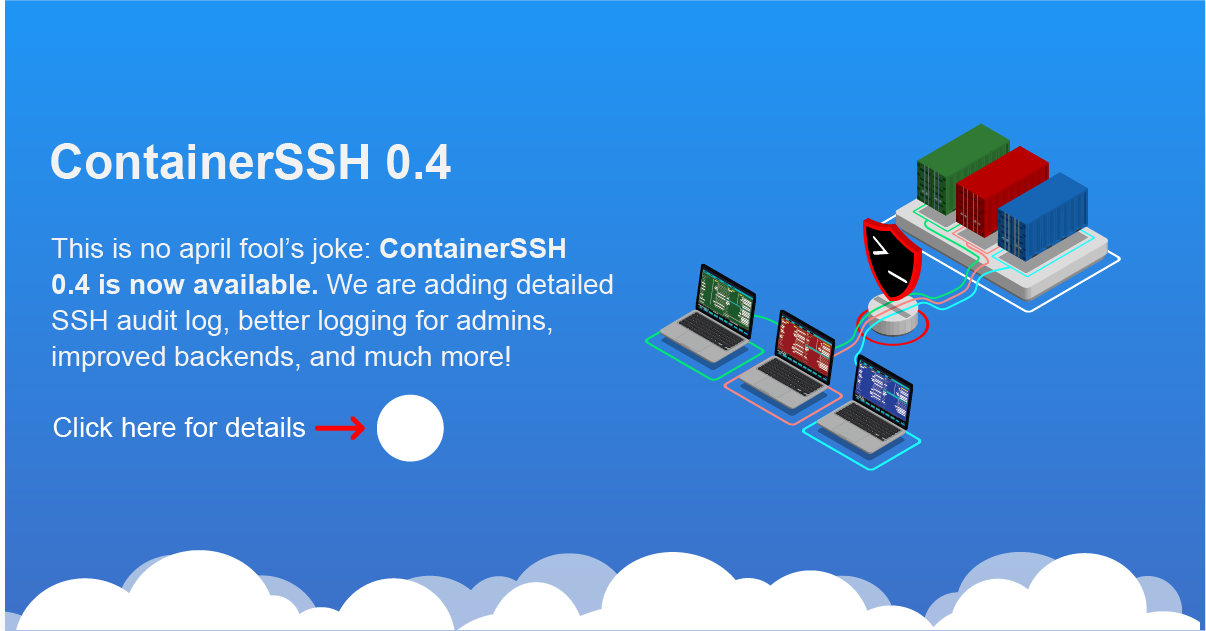 ContainerSSH 0.4
This is no april fool’s joke: ContainerSSH
0.4 is now available. We are adding detailed
SSH audit log, better logging for admins,
improved backends, and much more!
Click here for details